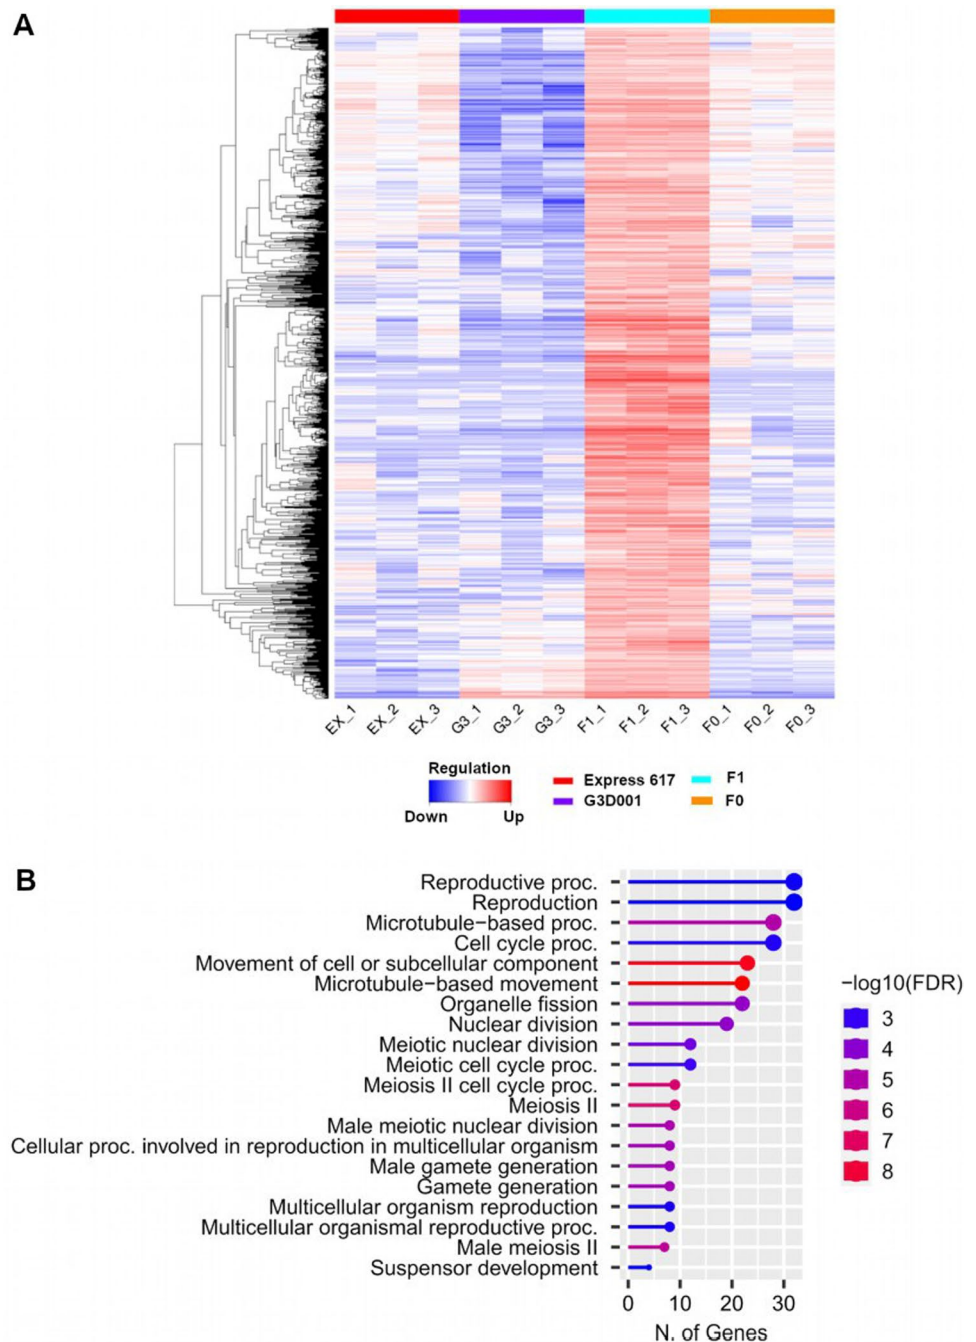 A
EX_1 EX_2 EX_3 G3_1 G3_2 G3_3 F1_1 F1_2 F1_3 F0_1 F0_2 F0_3
Regulation
Down Up
Express 617 F1
G3D001 F0
B
Reproductive proc.
Reproduction
Microtubule−based proc.
Cell cycle proc.
Movement of cell or subcellular component
Microtubule−based movement
Organelle fission
Nuclear division
Meiotic nuclear division
Meiotic cell cycle proc.
Meiosis II cell cycle proc.
Meiosis II
Male meiotic nuclear division
Cellular proc. involved in reproduction in multicellular organism
Male gamete generation
Gamete generation
Multicellular organism reproduction
Multicellular organismal reproductive proc.
Male meiosis II
Suspensor development
0 10 20 30
N. of Genes
−log10(FDR)
3
4
5
6
7
8